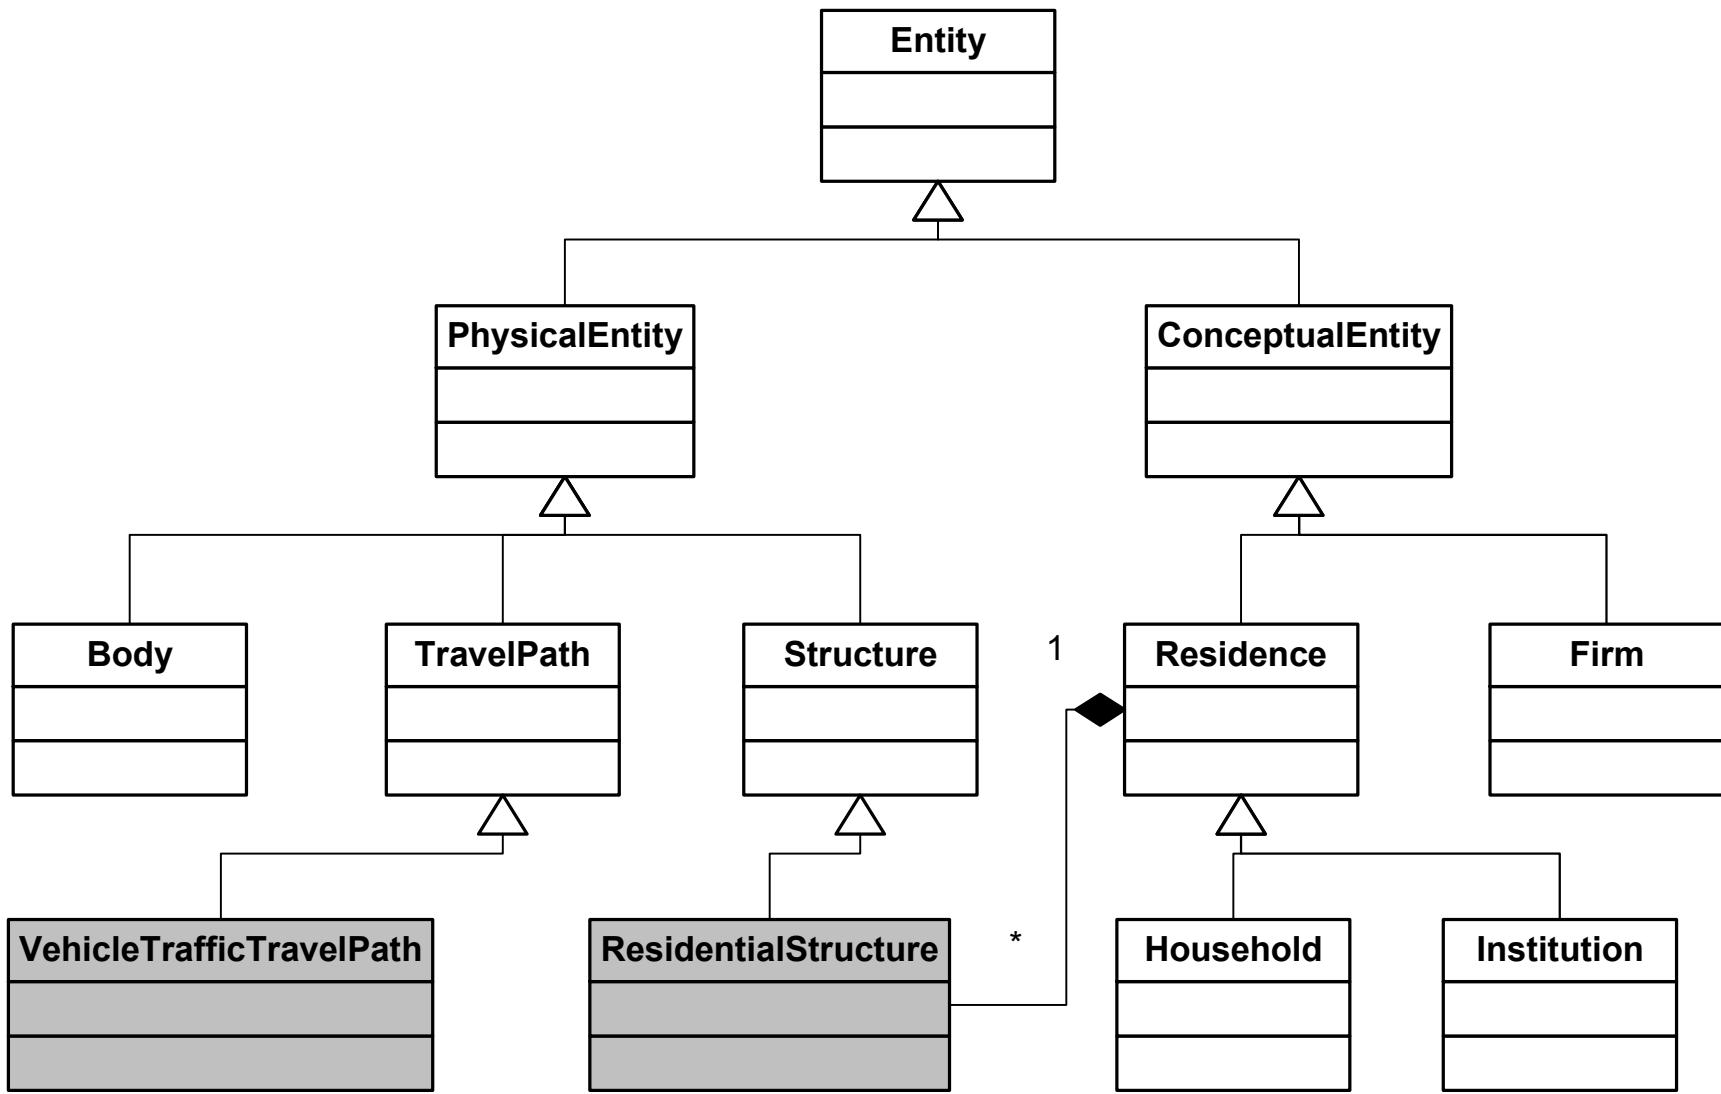 Entity
PhysicalEntity
ConceptualEntity
Body
TravelPath
Structure
1
Residence
Firm
VehicleTrafficTravelPath
ResidentialStructure
*
Household
Institution